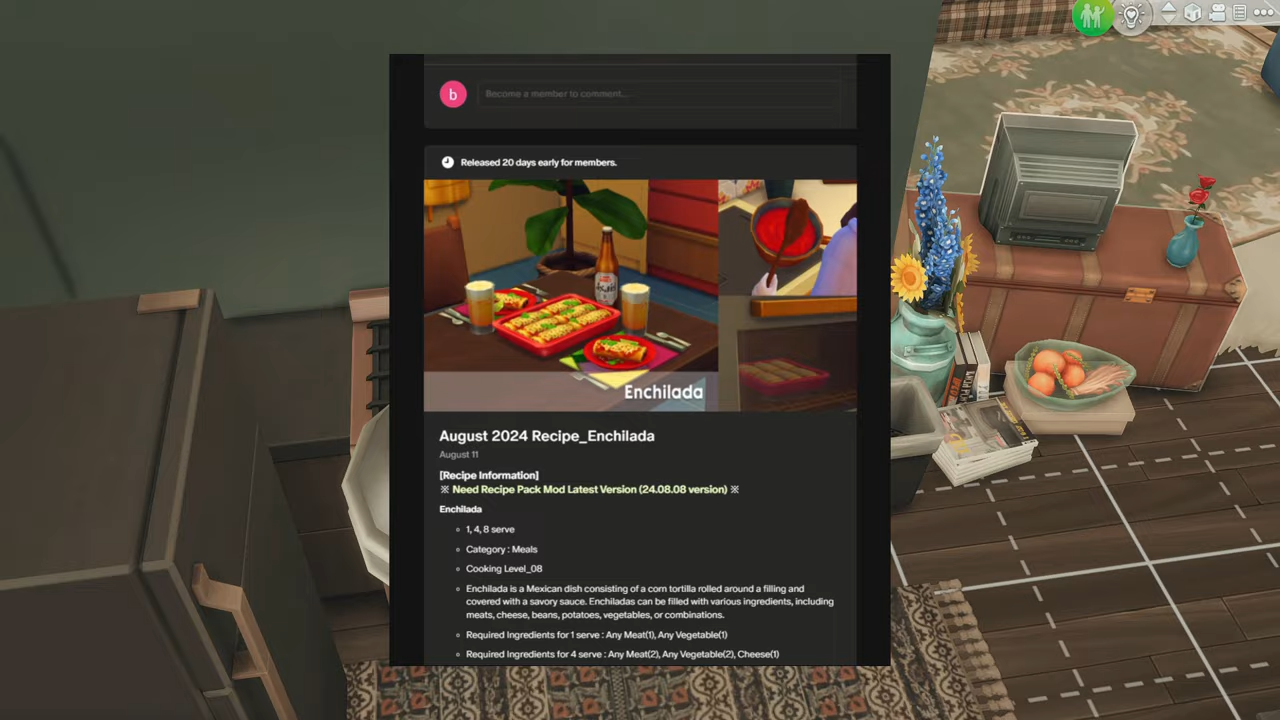 b
Become a member to comment...
Released 20 days early for members.
Enchilada
August 2024 Recipe_Enchilada
August 11
[Recipe Information]
※ Need Recipe Pack Mod Latest Version (24.08.08 version) ※
Enchilada
1, 4, 8 serve
Category : Meals
Cooking Level_08
Enchilada is a Mexican dish consisting of a corn tortilla rolled around a filling and
covered with a savory sauce. Enchiladas can be filled with various ingredients, including
meats, cheese, beans, potatoes, vegetables, or combinations.
Required Ingredients for 1 serve : Any Meat(1), Any Vegetable(1)
Required Ingredients for 4 serve : Any Meat(2), Any Vegetable(2), Cheese(1)